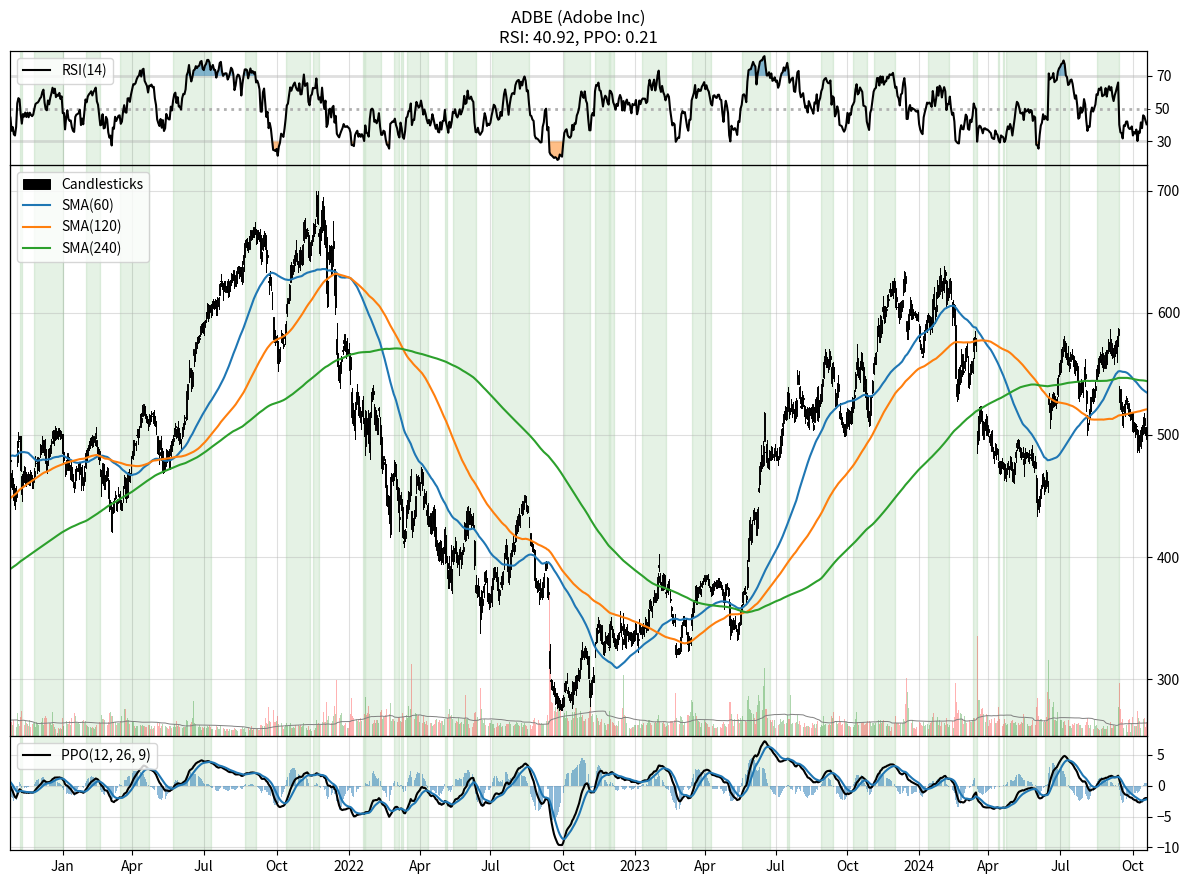 ADBE (Adobe Inc)
RSI: 40.92, PPO: 0.21
RSI(14)
70
50
30
Candlesticks
SMA(60)
SMA(120)
SMA(240)
700
600
500
400
300
PPO(12, 26, 9)
5
0
−5
−10
Jan Apr Jul Oct 2022 Apr Jul Oct 2023 Apr Jul Oct 2024 Apr Jul Oct